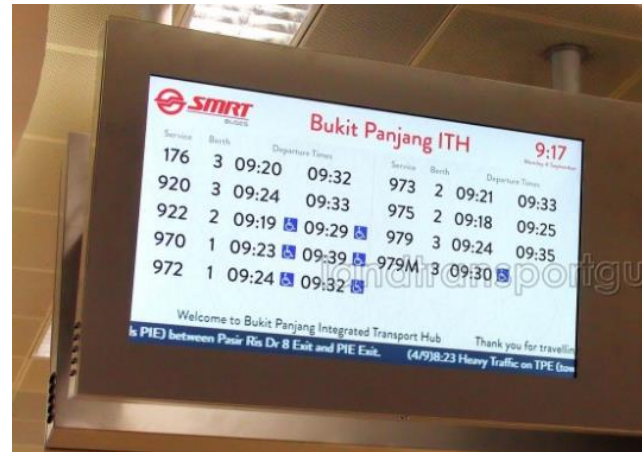 SMRT
BUSES
Bukit Panjang ITH
9:17
Monday 4 September
Service Berth Departure Times
176 3 09:20 09:32
920 3 09:24 09:33
922 2 09:19 09:29
970 1 09:23 09:39
972 1 09:24 09:32
Service Berth Departure Times
973 2 09:21 09:33
975 2 09:18 09:25
979 3 09:24 09:35
979M 3 09:30
landtransportgu
Welcome to Bukit Panjang Integrated Transport Hub Thank you for travellin
ls PIE) between Pasir Ris Dr 8 Exit and PIE Exit. (4/9)8:23 Heavy Traffic on TPE (tow